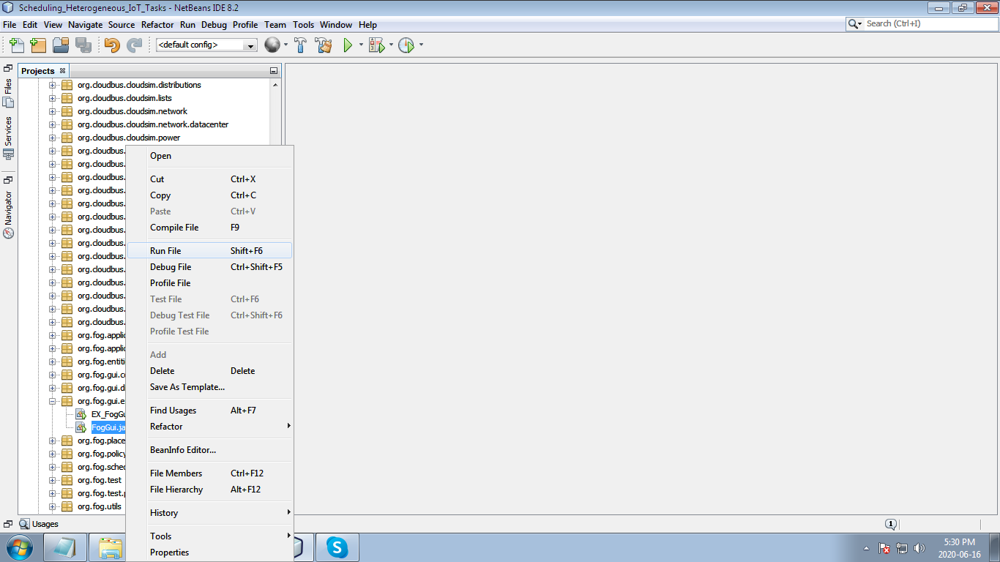 Scheduling_Heterogeneous_IoT_Tasks - NetBeans IDE 8.2
File Edit View Navigate Source Refactor Run Debug Profile Team Tools Window Help
Search (Ctrl+I)
<default config>
Projects
Files
Services
Navigator
org.cloudbus.cloudsim.distributions
org.cloudbus.cloudsim.lists
org.cloudbus.cloudsim.network
org.cloudbus.cloudsim.network.datacenter
org.cloudbus.cloudsim.power
org.cloudbus.
org.cloudbus.
org.cloudbus.
org.cloudbus.
org.cloudbus.
org.cloudbus.
org.cloudbus.
org.cloudbus.
org.cloudbus.
org.cloudbus.
org.cloudbus.
org.cloudbus.
org.cloudbus.
org.cloudbus.
org.fog.applic
org.fog.applic
org.fog.entiti
org.fog.gui.c
org.fog.gui.d
org.fog.gui.e
EX_FogGu
FogGui.ja
org.fog.place
org.fog.policy
org.fog.sched
org.fog.test
org.fog.test.p
org.fog.utils
Open
Cut Ctrl+X
Copy Ctrl+C
Paste Ctrl+V
Compile File F9
Run File Shift+F6
Debug File Ctrl+Shift+F5
Profile File
Test File Ctrl+F6
Debug Test File Ctrl+Shift+F6
Profile Test File
Add
Delete Delete
Save As Template...
Find Usages Alt+F7
Refactor
BeanInfo Editor...
File Members Ctrl+F12
File Hierarchy Alt+F12
History
Tools
Properties
Usages
1
5:30 PM
2020-06-16